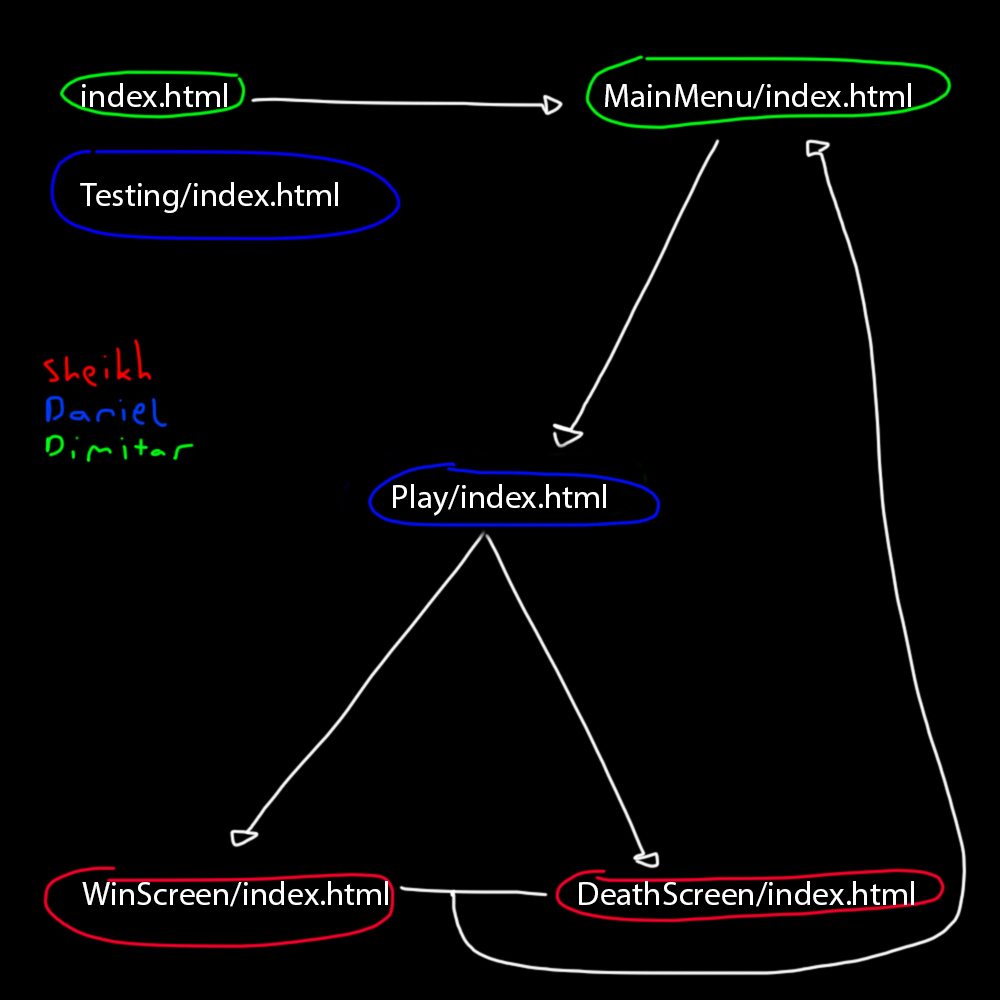 index.html
MainMenu/index.html
Testing/index.html
Sheikh
Daniel
Dimitar
Play/index.html
WinScreen/index.html
DeathScreen/index.html